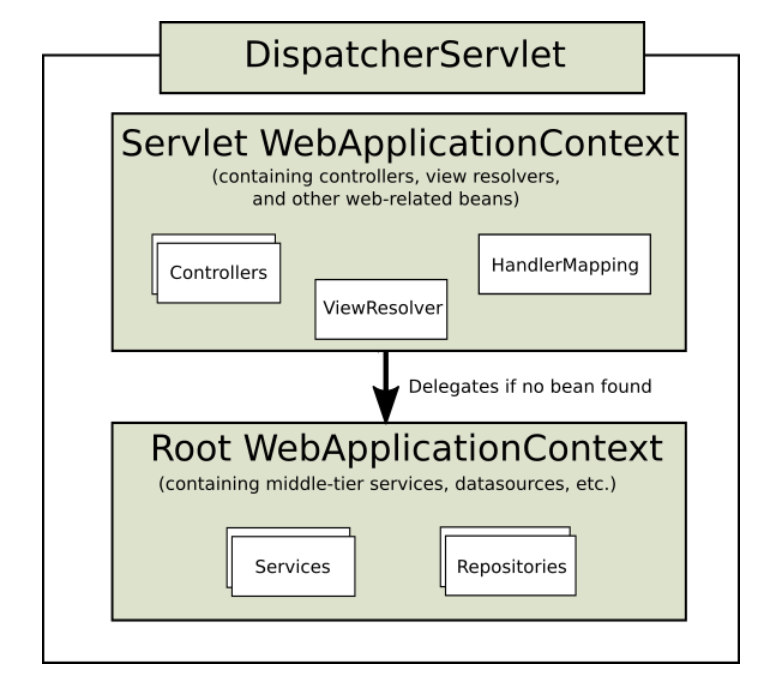 DispatcherServlet
Servlet WebApplicationContext
(containing controllers, view resolvers,
and other web-related beans)
Controllers
HandlerMapping
ViewResolver
Delegates if no bean found
Root WebApplicationContext
(containing middle-tier services, datasources, etc.)
Services
Repositories